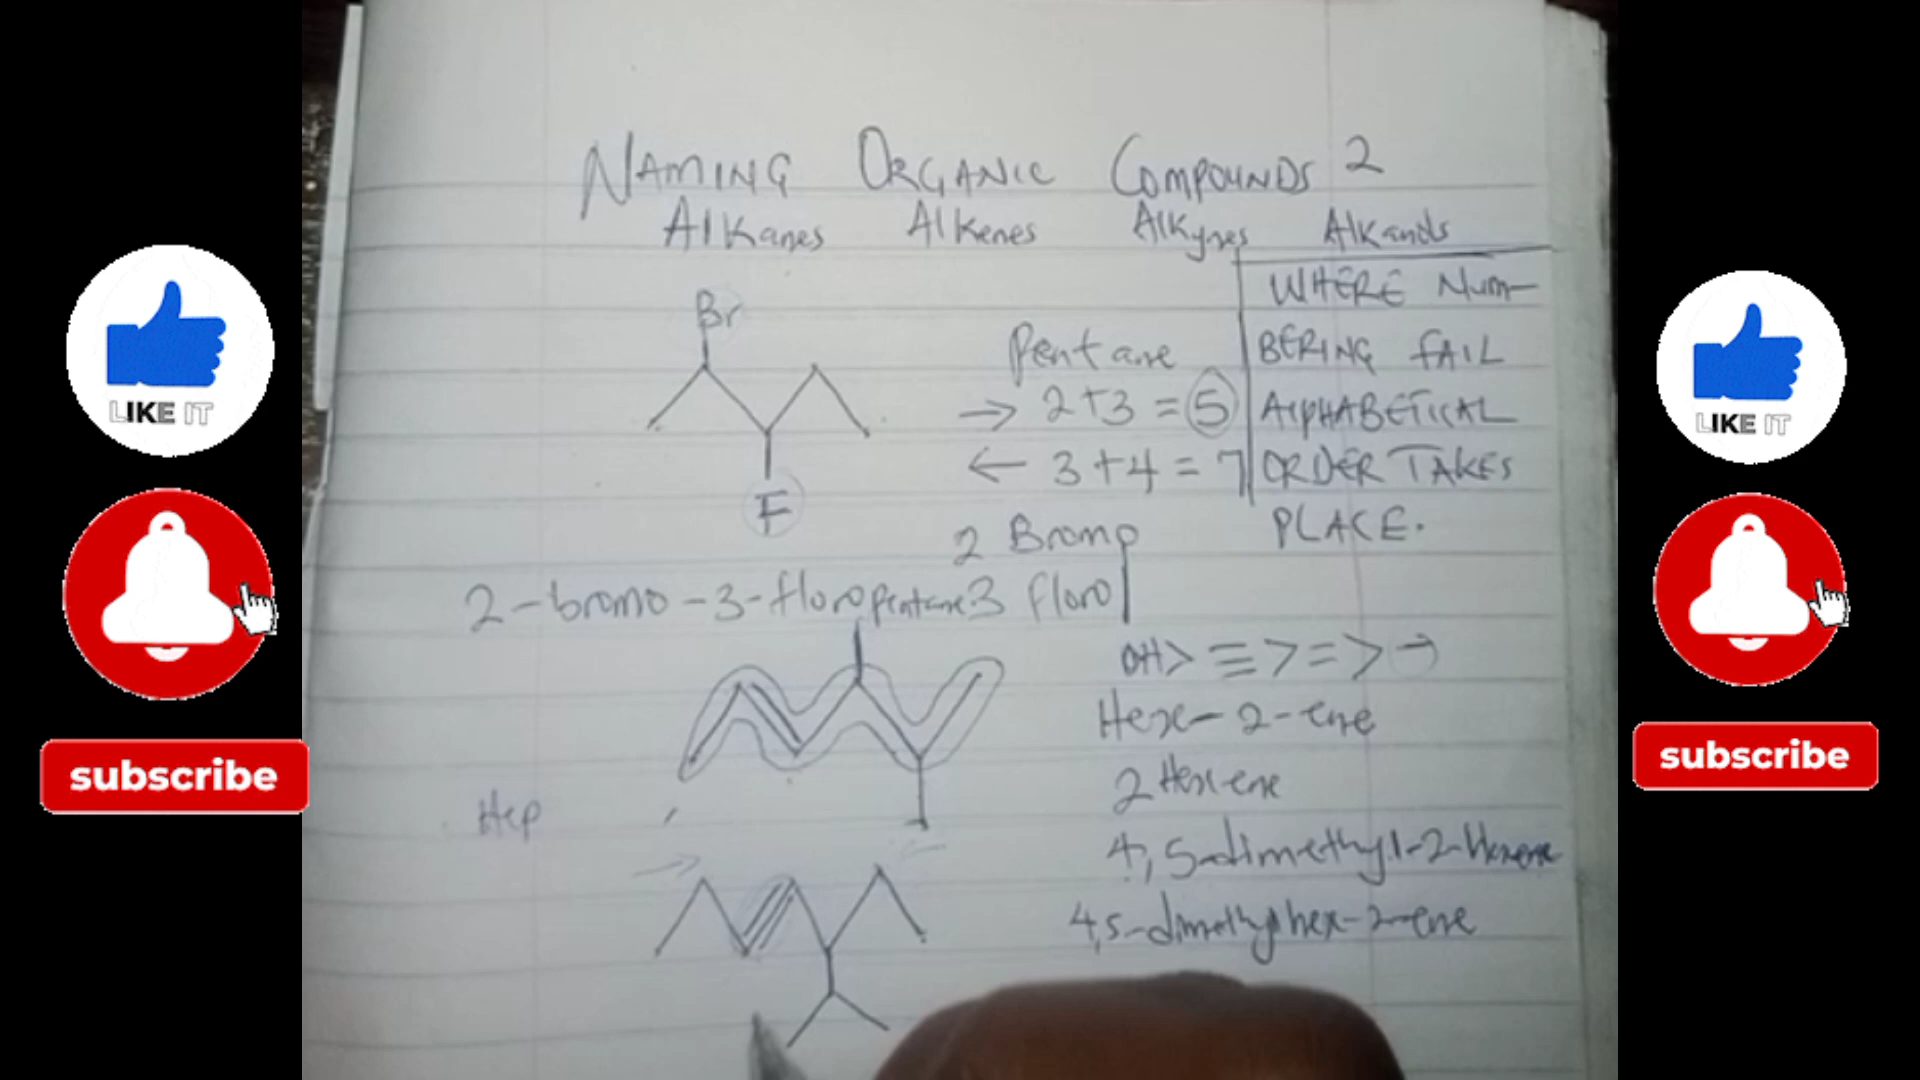 NAMING ORGANIC COMPOUNDS 2
Alkanes Alkenes Alkynes Alkanols
WHERE NUM-
BERING FAIL
ALPHABETICAL
ORDER TAKES
PLACE.
Br
F
Pentane
→ 2+3 = 5
← 3+4 = 7
2 Bromo
3 floro
2-bromo-3-floropentane
OH> ≡ > = > -
Hex-2-ene
2 Hexene
4,5-dimethyl-2-Hexene
4,5-dimethylhex-2-ene
Hep
LIKE IT
subscribe
LIKE IT
subscribe